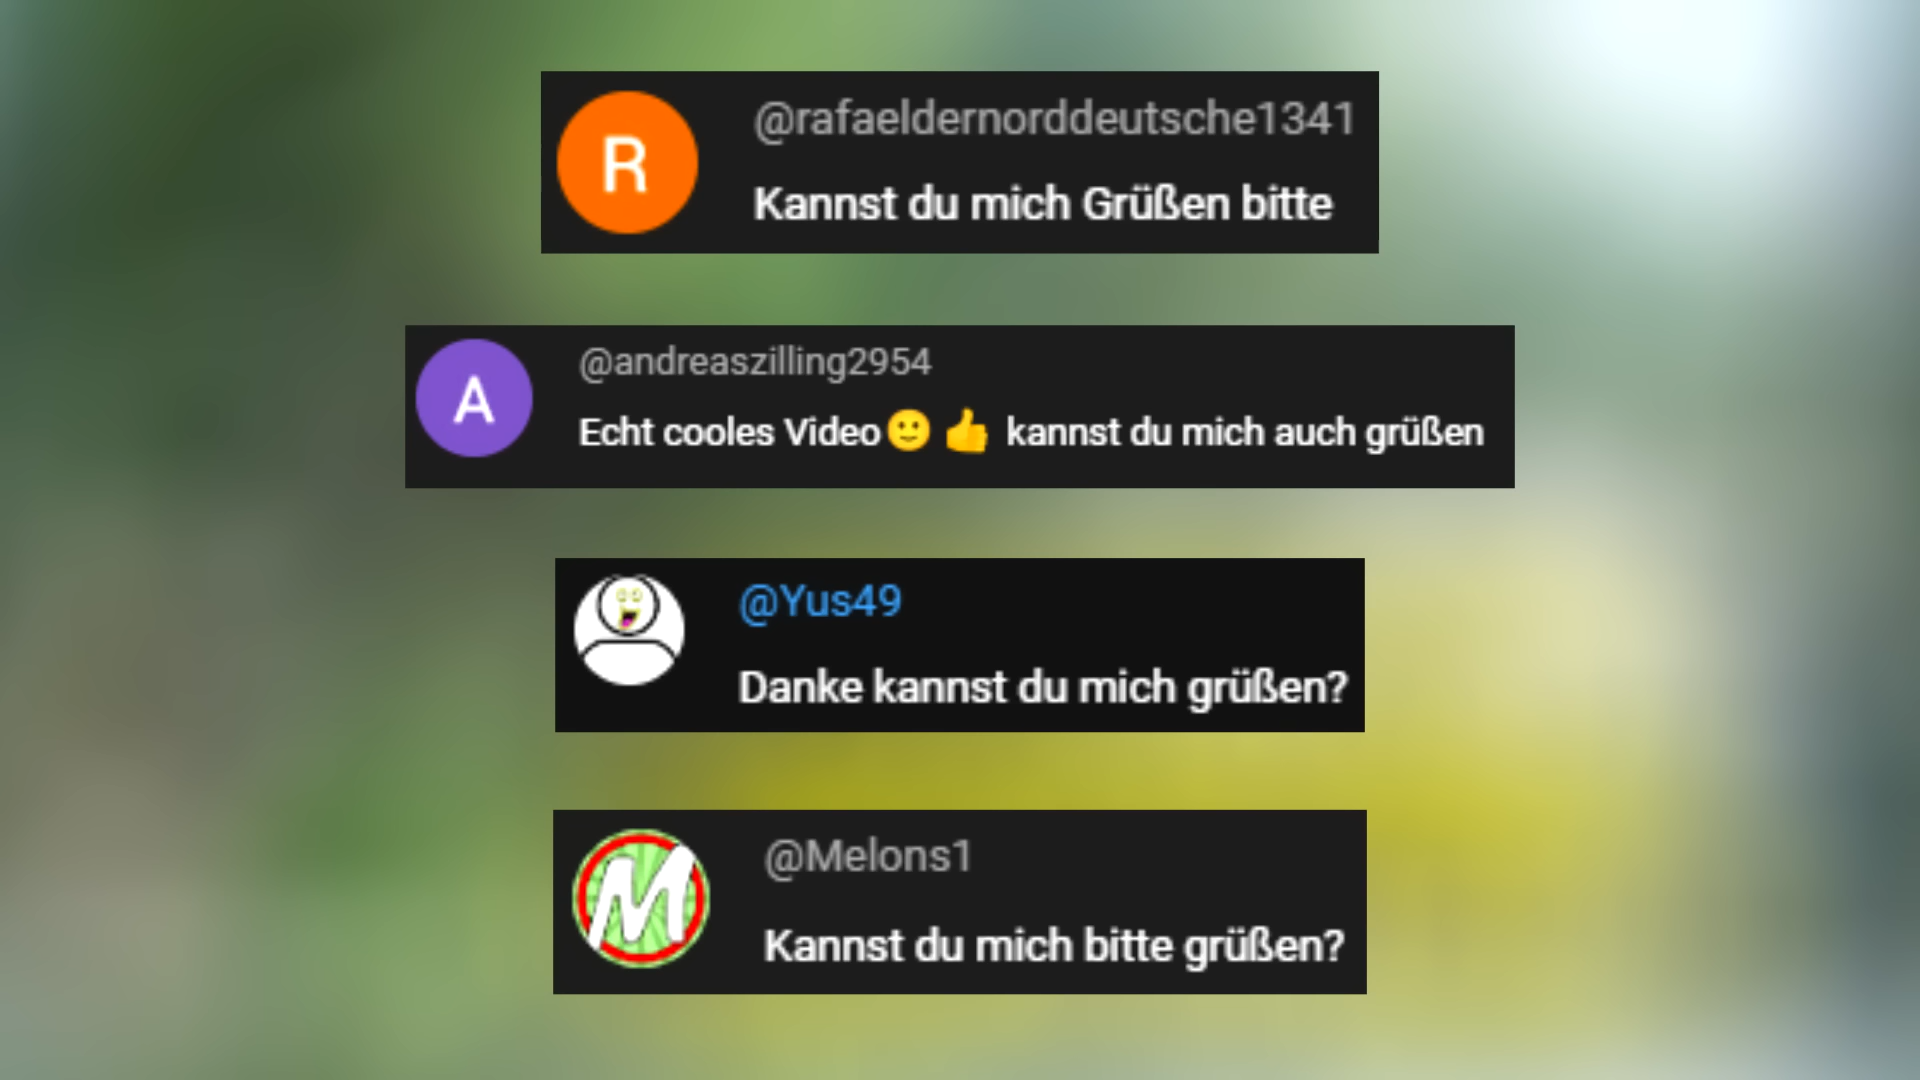 R
@rafaeldernorddeutsche1341
Kannst du mich Grüßen bitte
A
@andreaszilling2954
Echt cooles Video🙂 👍 kannst du mich auch grüßen
@Yus49
Danke kannst du mich grüßen?
M
@Melons1
Kannst du mich bitte grüßen?